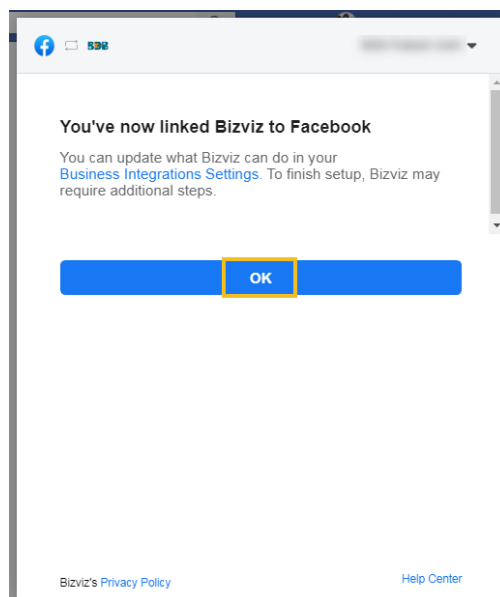 BDB
You've now linked Bizviz to Facebook
You can update what Bizviz can do in your
Business Integrations Settings. To finish setup, Bizviz may
require additional steps.
OK
Bizviz's Privacy Policy
Help Center